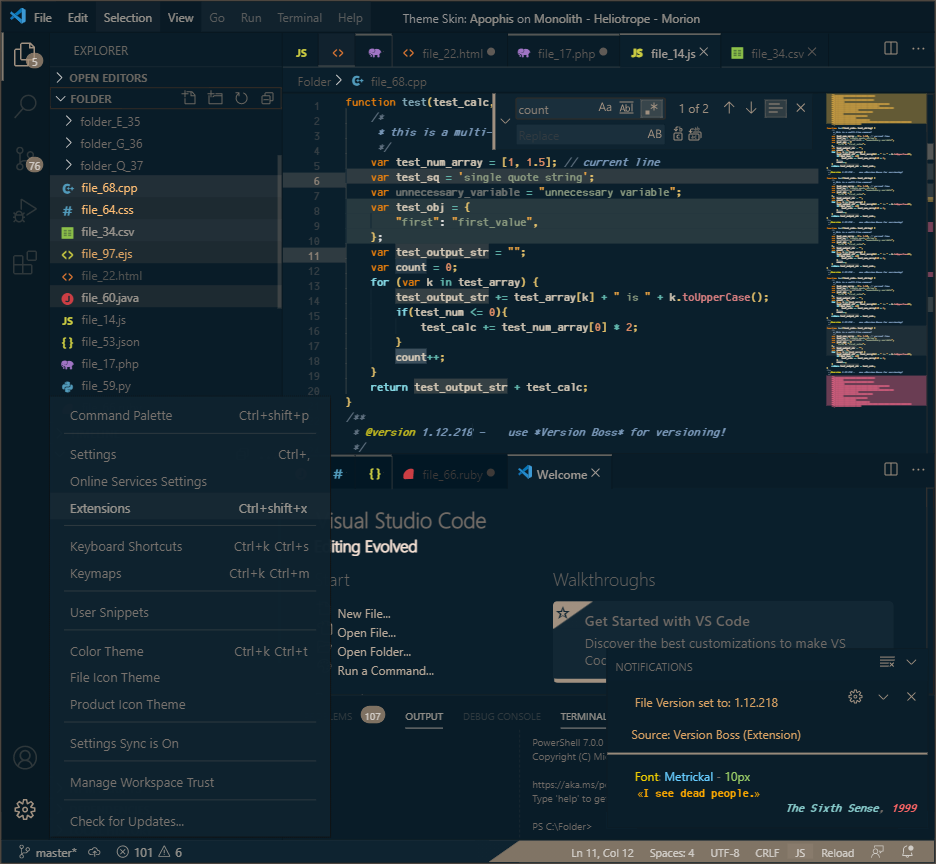 File Edit Selection View Go Run Terminal Help Theme Skin: Apophis on Monolith - Heliotrope - Morion
5
76
EXPLORER
OPEN EDITORS
FOLDER
folder_E_35
folder_G_36
folder_Q_37
file_68.cpp
file_64.css
file_34.csv
file_97.ejs
file_22.html
file_60.java
file_14.js
file_53.json
file_17.php
file_59.py
JS file_22.html file_17.php JS file_14.js file_34.csv
Folder file_68.cpp
count Aa ab .* 1 of 2
Replace AB
1 function test(test_calc,
2 /*
3 * this is a multi-
4 */
5 var test_num_array = [1, 1.5]; // current line
6 var test_sq = 'single quote string';
7 var unnecessary_variable = "unnecessary variable";
8 var test_obj = {
9 "first": "first_value",
10 };
11 var test_output_str = "";
12 var count = 0;
13 for (var k in test_array) {
14 test_output_str += test_array[k] + " is " + k.toUpperCase();
15 if(test_num <= 0){
16 test_calc += test_num_array[0] * 2;
17 }
18 count++;
19 }
20 return test_output_str + test_calc;
}
/**
* @version 1.12.218 - use *Version Boss* for versioning!
*/
Command Palette Ctrl+shift+p
Settings Ctrl+,
Online Services Settings
Extensions Ctrl+shift+x
Keyboard Shortcuts Ctrl+k Ctrl+s
Keymaps Ctrl+k Ctrl+m
User Snippets
Color Theme Ctrl+k Ctrl+t
File Icon Theme
Product Icon Theme
Settings Sync is On
Manage Workspace Trust
Check for Updates...
# {} file_66.ruby Welcome
isual Studio Code
iting Evolved
art
New File...
Open File...
Open Folder...
Run a Command...
Walkthroughs
Get Started with VS Code
Discover the best customizations to make VS
Coc
EMS 107 OUTPUT DEBUG CONSOLE TERMINAL
PowerShell 7.0.0
Copyright (C) Mi
https://aka.ms/p
Type 'help' to ge
PS C:\Folder>
NOTIFICATIONS
File Version set to: 1.12.218
Source: Version Boss (Extension)
Font: Metrickal - 10px
«I see dead people.»
The Sixth Sense, 1999
master* 101 6 Ln 11, Col 12 Spaces: 4 UTF-8 CRLF JS Reload